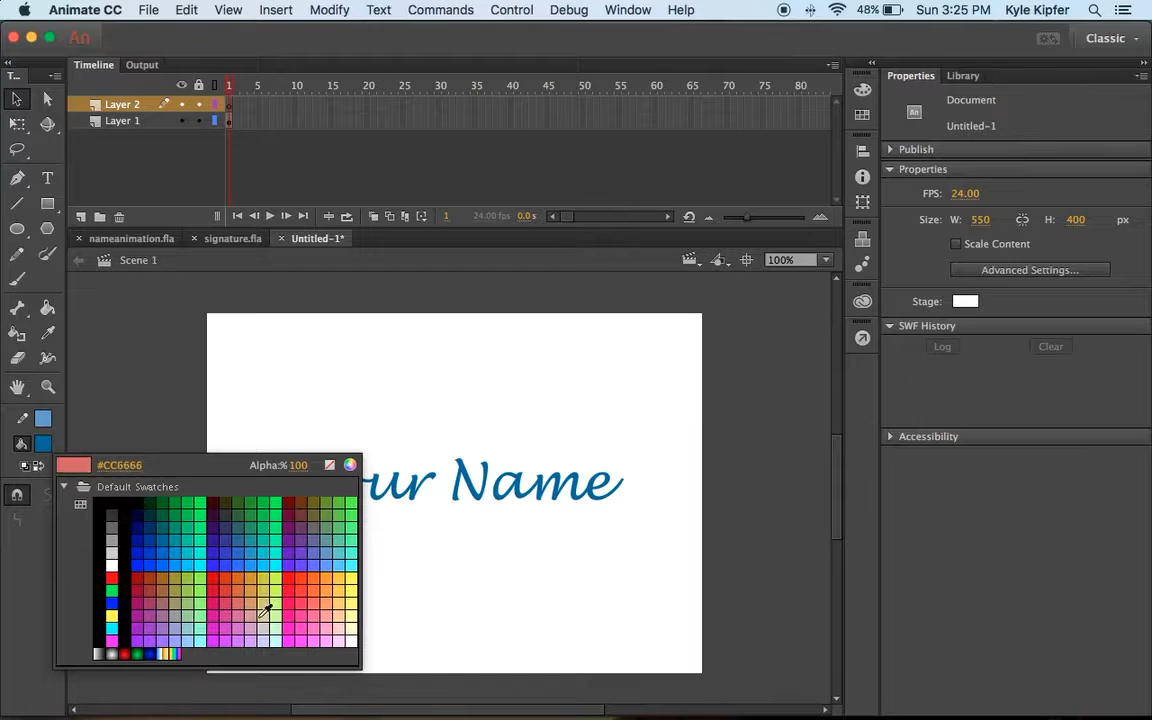 Animate CC File Edit View Insert Modify Text Commands Control Debug Window Help 48% Sun 3:25 PM Kyle Kipfer
An Classic
T... Timeline Output Properties Library
1 5 10 15 20 25 30 35 40 45 50 55 60 65 70 75 80
Layer 2
Layer 1
An Document
Untitled-1
Publish
Properties
FPS: 24.00
Size: W: 550 H: 400 px
Scale Content
Advanced Settings...
Stage:
SWF History
Log Clear
Accessibility
1 24.00 fps 0.0 s
nameanimation.fla signature.fla Untitled-1*
Scene 1 100%
#CC6666 Alpha:% 100
Default Swatches
ur Name